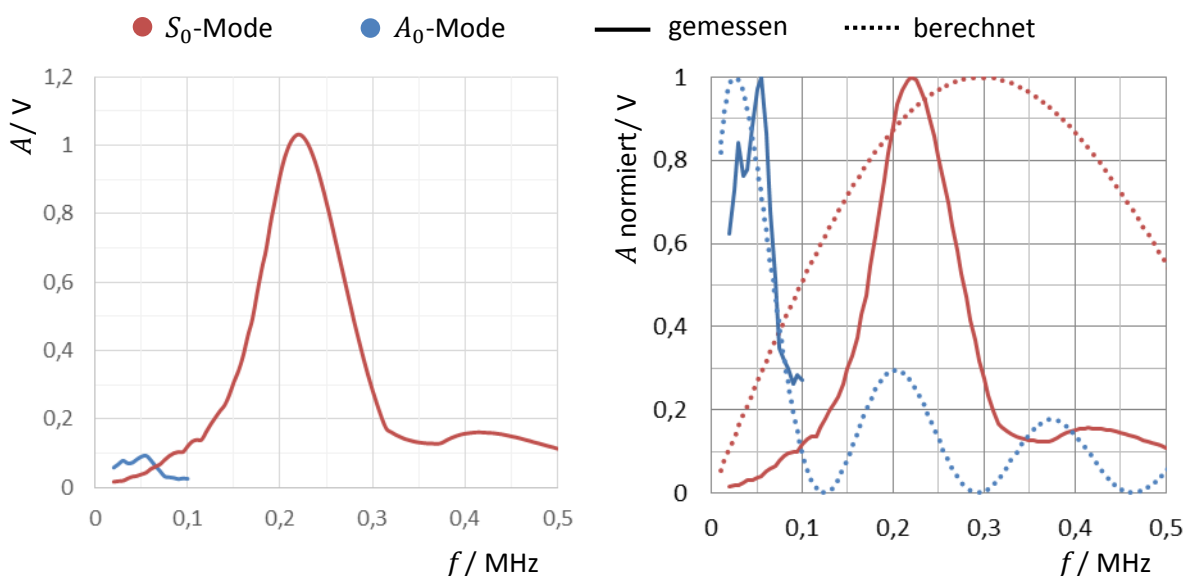 S₀-Mode A₀-Mode gemessen berechnet
A/ V
1,2
1
0,8
0,6
0,4
0,2
0
0 0,1 0,2 0,3 0,4 0,5
f / MHz
A normiert/ V
1
0,8
0,6
0,4
0,2
0
0 0,1 0,2 0,3 0,4 0,5
f / MHz